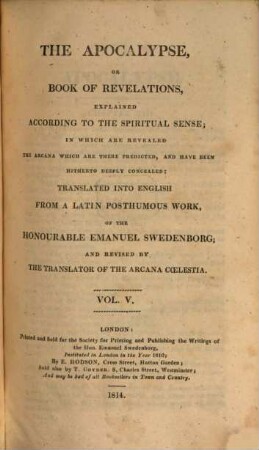 THE APOCALYPSE,
OR
BOOK OF REVELATIONS,
EXPLAINED
ACCORDING TO THE SPIRITUAL SENSE;
IN WHICH ARE REVEALED
THE ARCANA WHICH ARE THERE PREDICTED, AND HAVE BEEN
HITHERTO DEEPLY CONCEALED:
TRANSLATED INTO ENGLISH
FROM A LATIN POSTHUMOUS WORK,
OF THE
HONOURABLE EMANUEL SWEDENBORG;
AND REVISED BY
THE TRANSLATOR OF THE ARCANA CŒLESTIA.
VOL. V.
LONDON:
Printed and Sold for the Society for Printing and Publishing the Writings of
the Hon. Emanuel Swedenborg,
Instituted in London in the Year 1810;
By E. HODSON, Cross Street, Hatton Garden;
Sold also by T. 8, Charles Street, Westminster;
And may be had of all Booksellers in Town and Country.
1814.